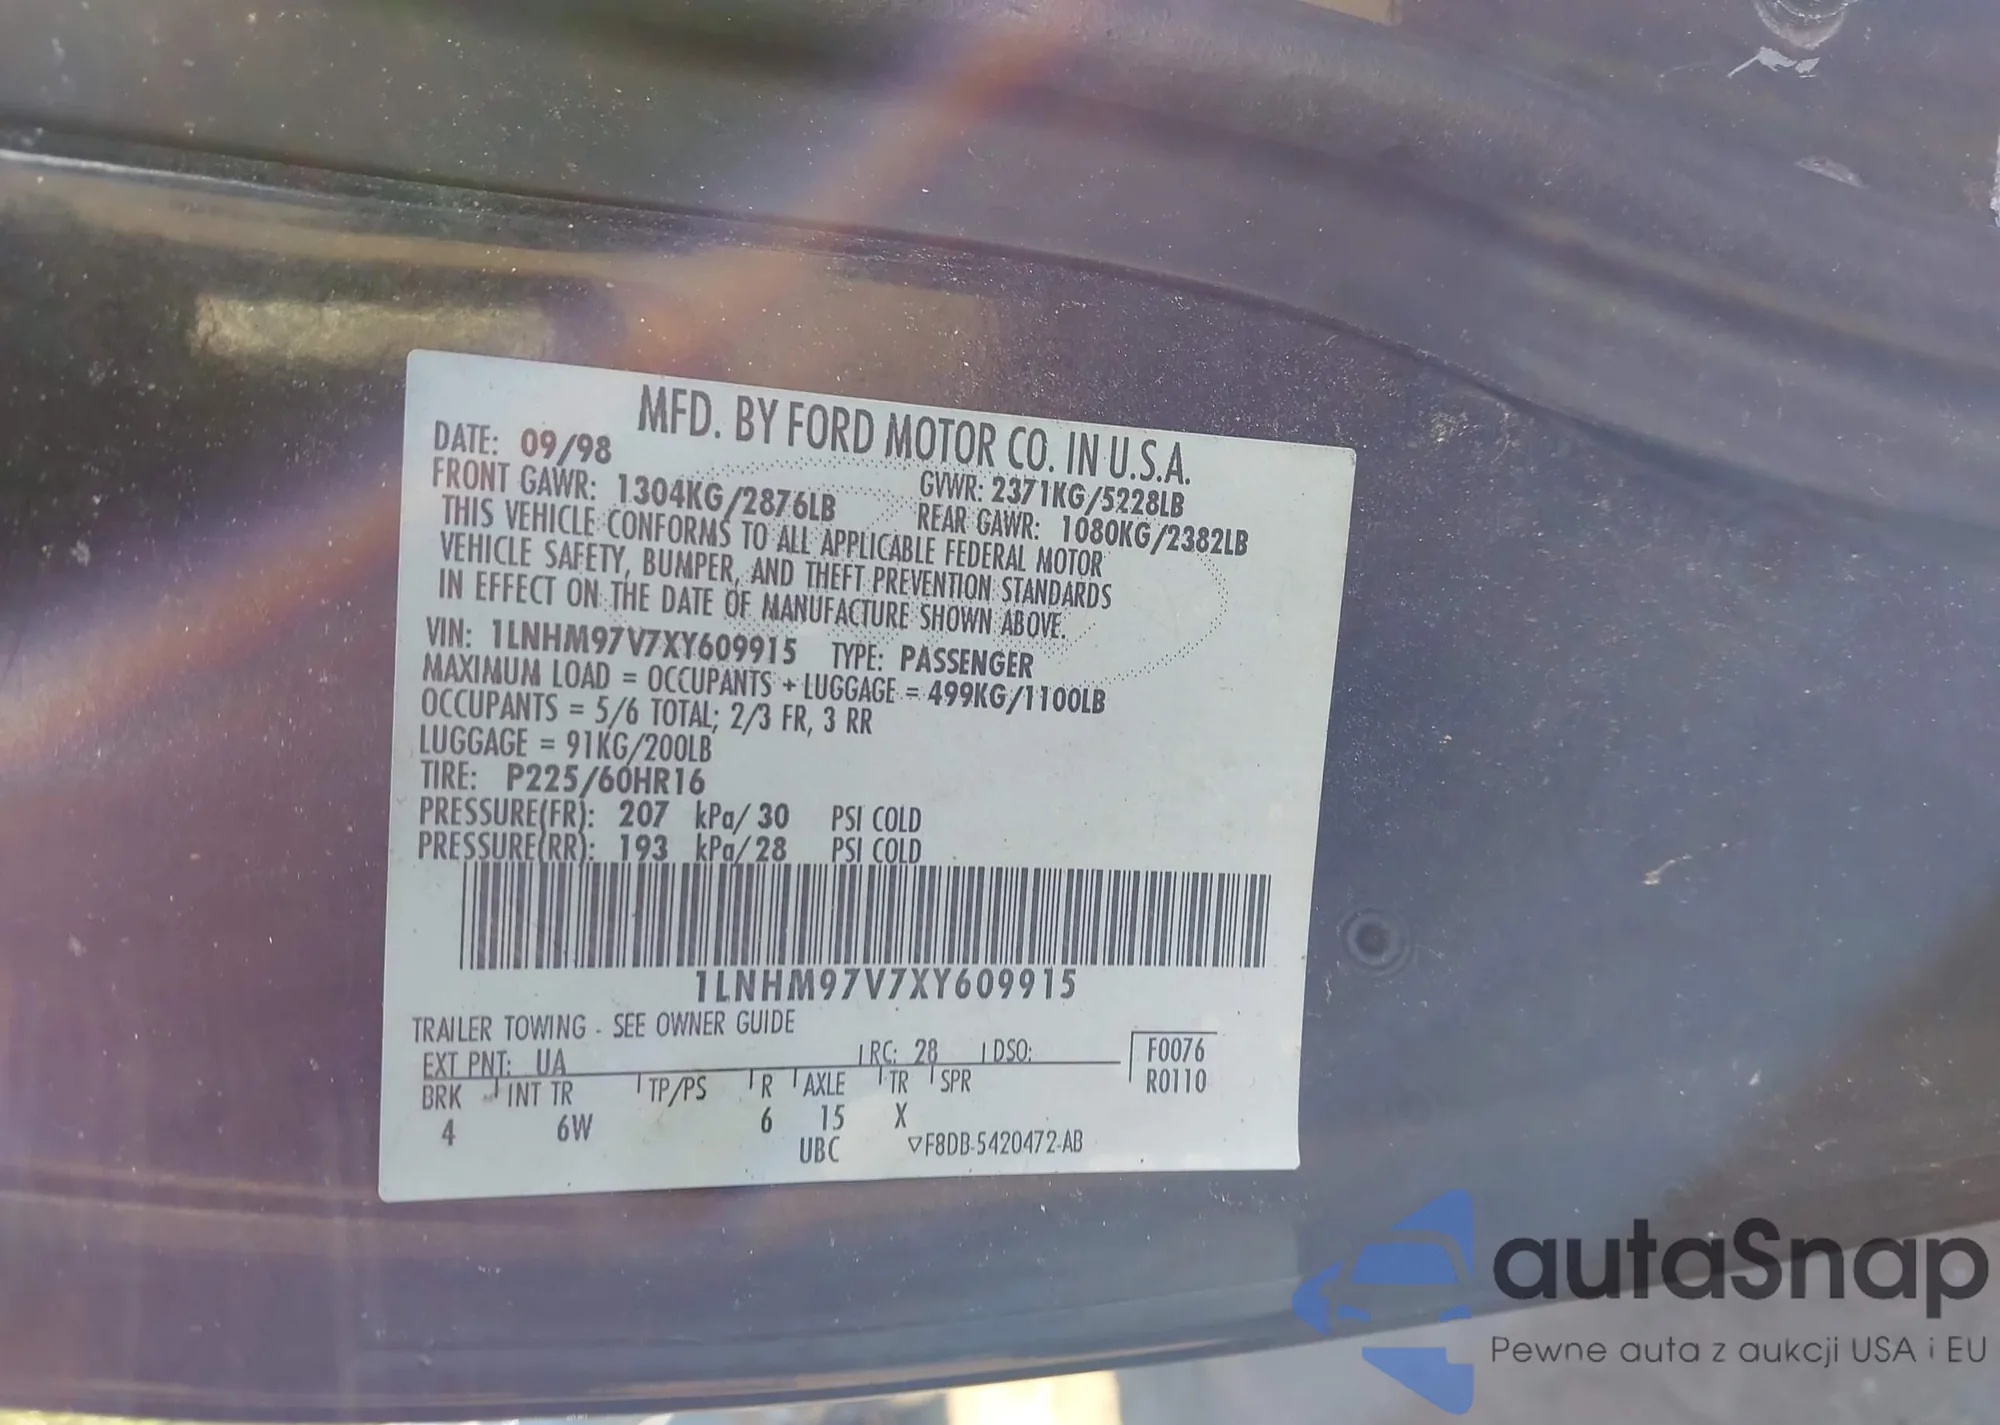 MFD. BY FORD MOTOR CO. IN U.S.A.
DATE: 09/98
GVWR: 2371KG/5228LB
FRONT GAWR: 1304KG/2876LB
REAR GAWR: 1080KG/2382LB
THIS VEHICLE CONFORMS TO ALL APPLICABLE FEDERAL MOTOR
VEHICLE SAFETY, BUMPER, AND THEFT PREVENTION STANDARDS
IN EFFECT ON THE DATE OF MANUFACTURE SHOWN ABOVE.
VIN: 1LNHM97V7XY609915 TYPE: PASSENGER
MAXIMUM LOAD = OCCUPANTS + LUGGAGE = 499KG/1100LB
OCCUPANTS = 5/6 TOTAL; 2/3 FR, 3 RR
LUGGAGE = 91KG/200LB
TIRE: P225/60HR16
PRESSURE(FR): 207 kPa/ 30 PSI COLD
PRESSURE(RR): 193 kPa/ 28 PSI COLD
1LNHM97V7XY609915
TRAILER TOWING - SEE OWNER GUIDE
EXT PNT: UA RC: 28 DSO: F0076
BRK INT TR TP/PS R AXLE TR SPR R0110
4 6W 6 15 X
UBC ▽F8DB-5420472-AB
autaSnap
Pewne auta z aukcji USA i EU